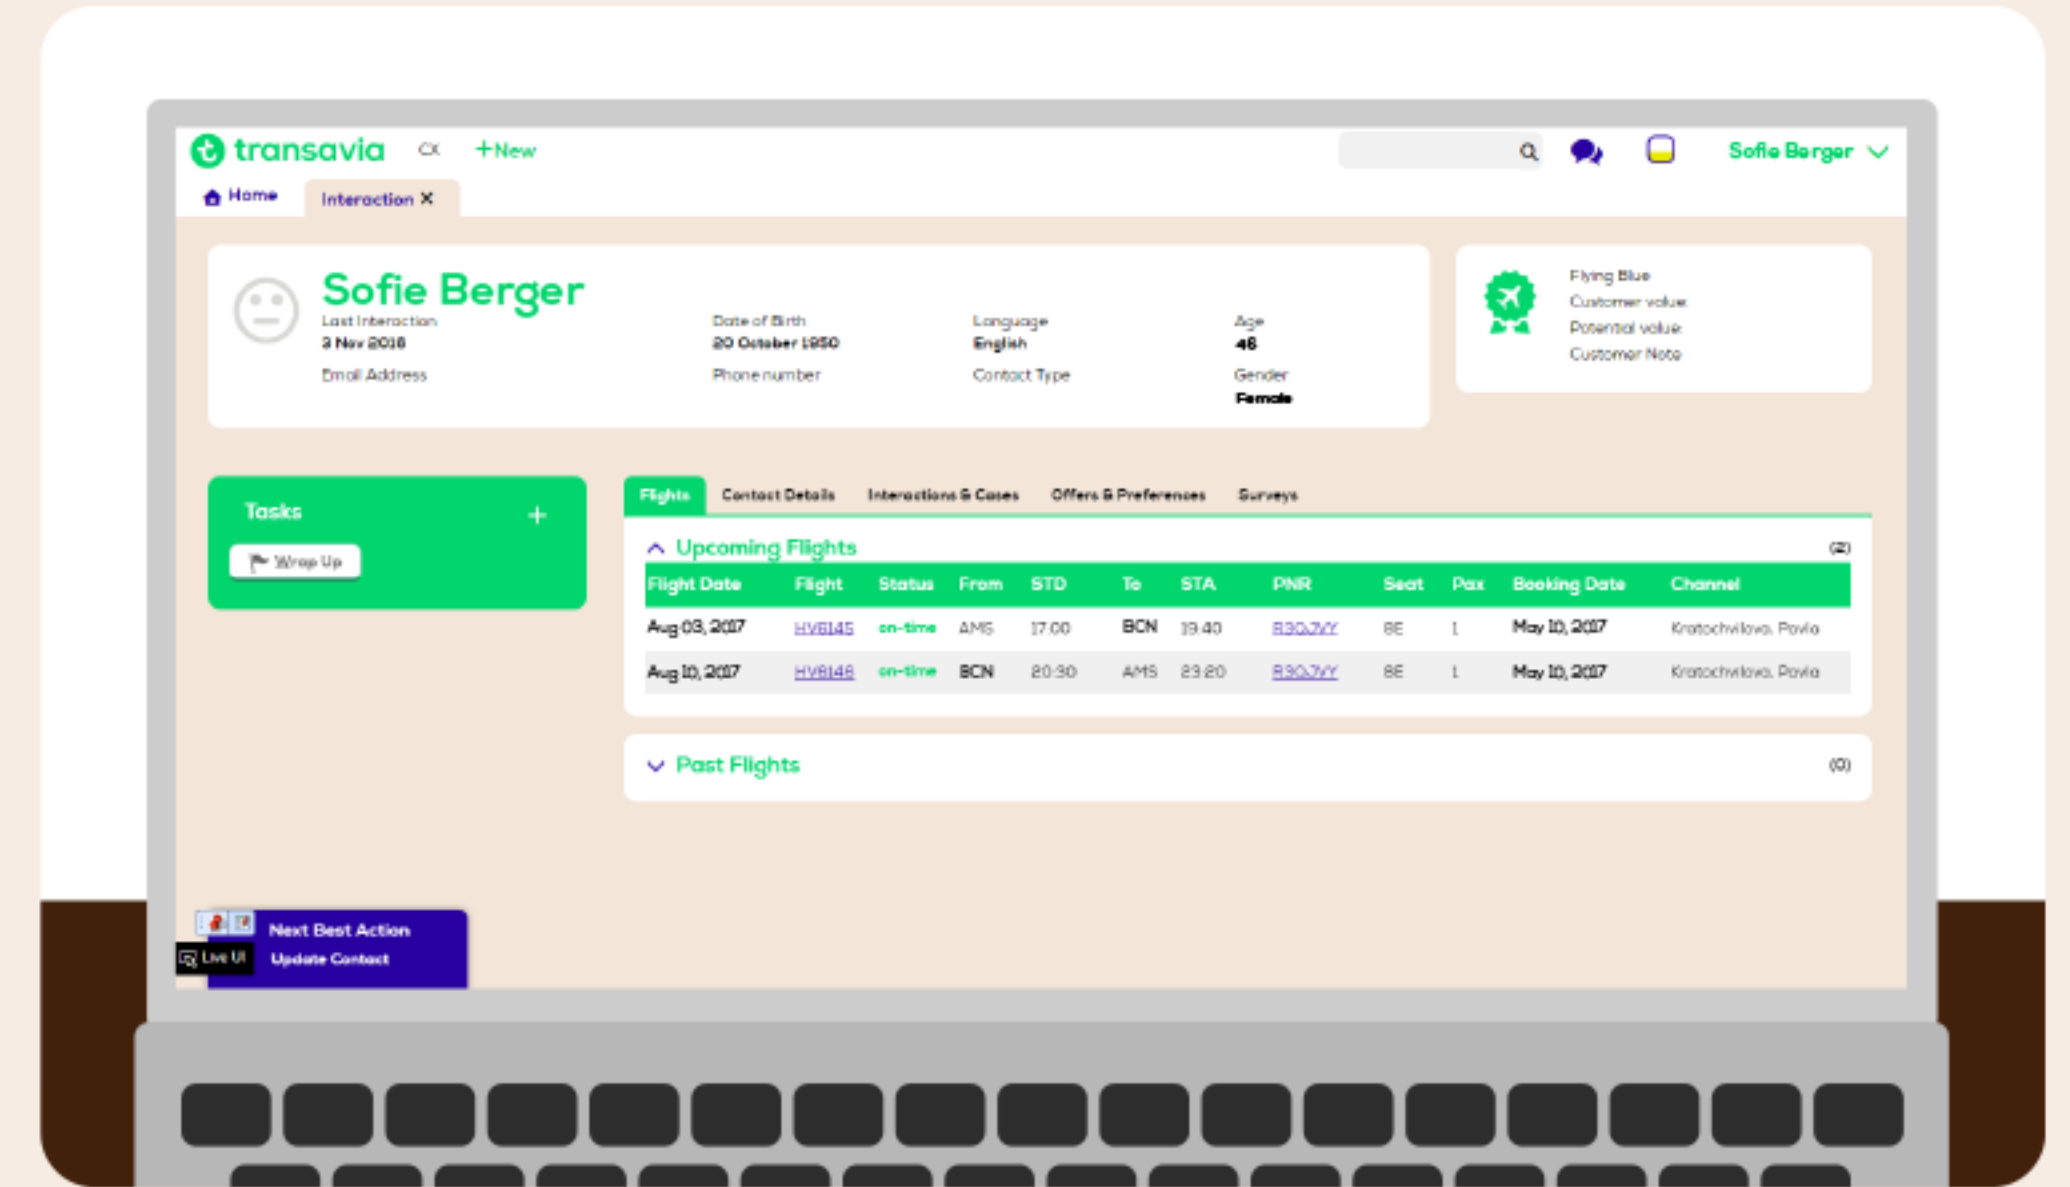 transavia CX +New Sofie Berger
Home Interaction X
Sofie Berger
Last Interaction Date of Birth Language Age
3 Nov 2016 20 October 1950 English 46
Email Address Phone number Contact Type Gender
Female
Flying Blue
Customer value:
Potential value:
Customer Note
Tasks +
Wrap Up
Flights Contact Details Interactions & Cases Offers & Preferences Surveys
Upcoming Flights (2)
Flight Date Flight Status From STD To STA PNR Seat Pax Booking Date Channel
Aug 03, 2017 HV6145 on-time AMS 17:00 BCN 19:40 1 May 10, 2017 Kratochvilova, Pavla
Aug 10, 2017 HV6146 on-time BCN 20:30 AMS 23:20 1 May 10, 2017 Kratochvilova, Pavla
Past Flights (0)
Next Best Action
Live UI Update Contact